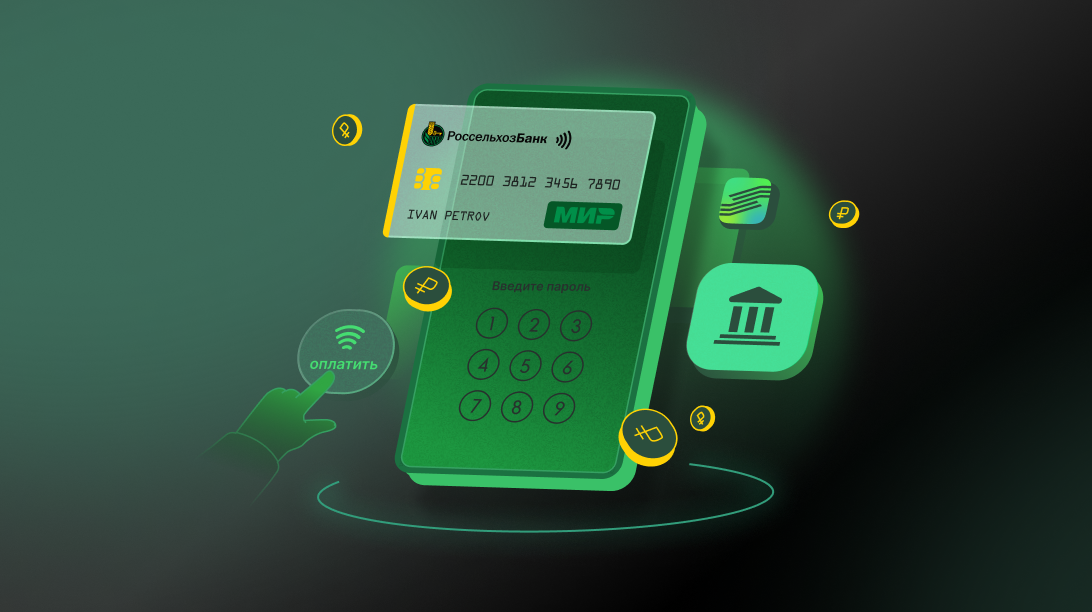 РоссельхозБанк
2200 3812 3456 7890
IVAN PETROV
МИР
Введите пароль
1 2 3
оплатить
4 5 6
7 8 9